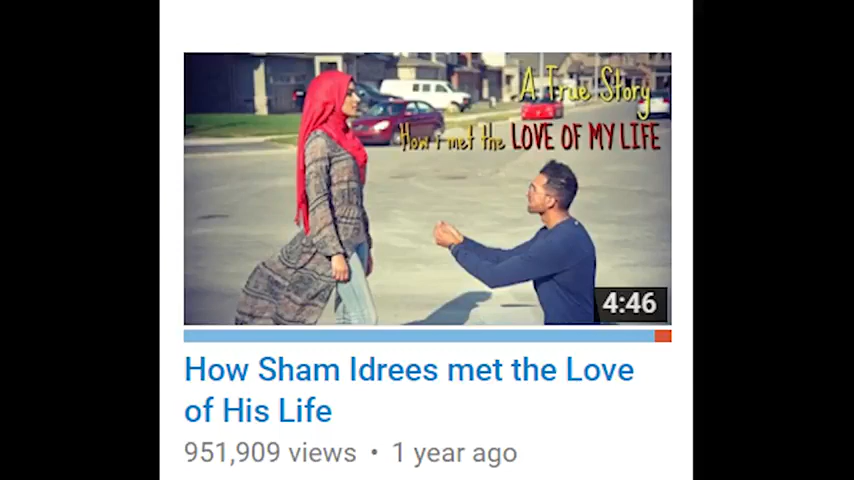 A True Story
How i met the LOVE OF MY LIFE
4:46
How Sham Idrees met the Love
of His Life
951,909 views • 1 year ago